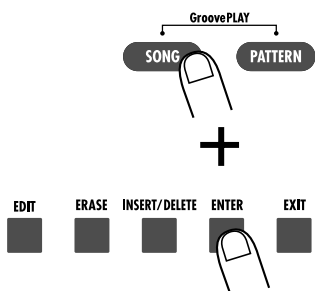 GroovePLAY
SONG PATTERN
+
EDIT ERASE INSERT/DELETE ENTER EXIT